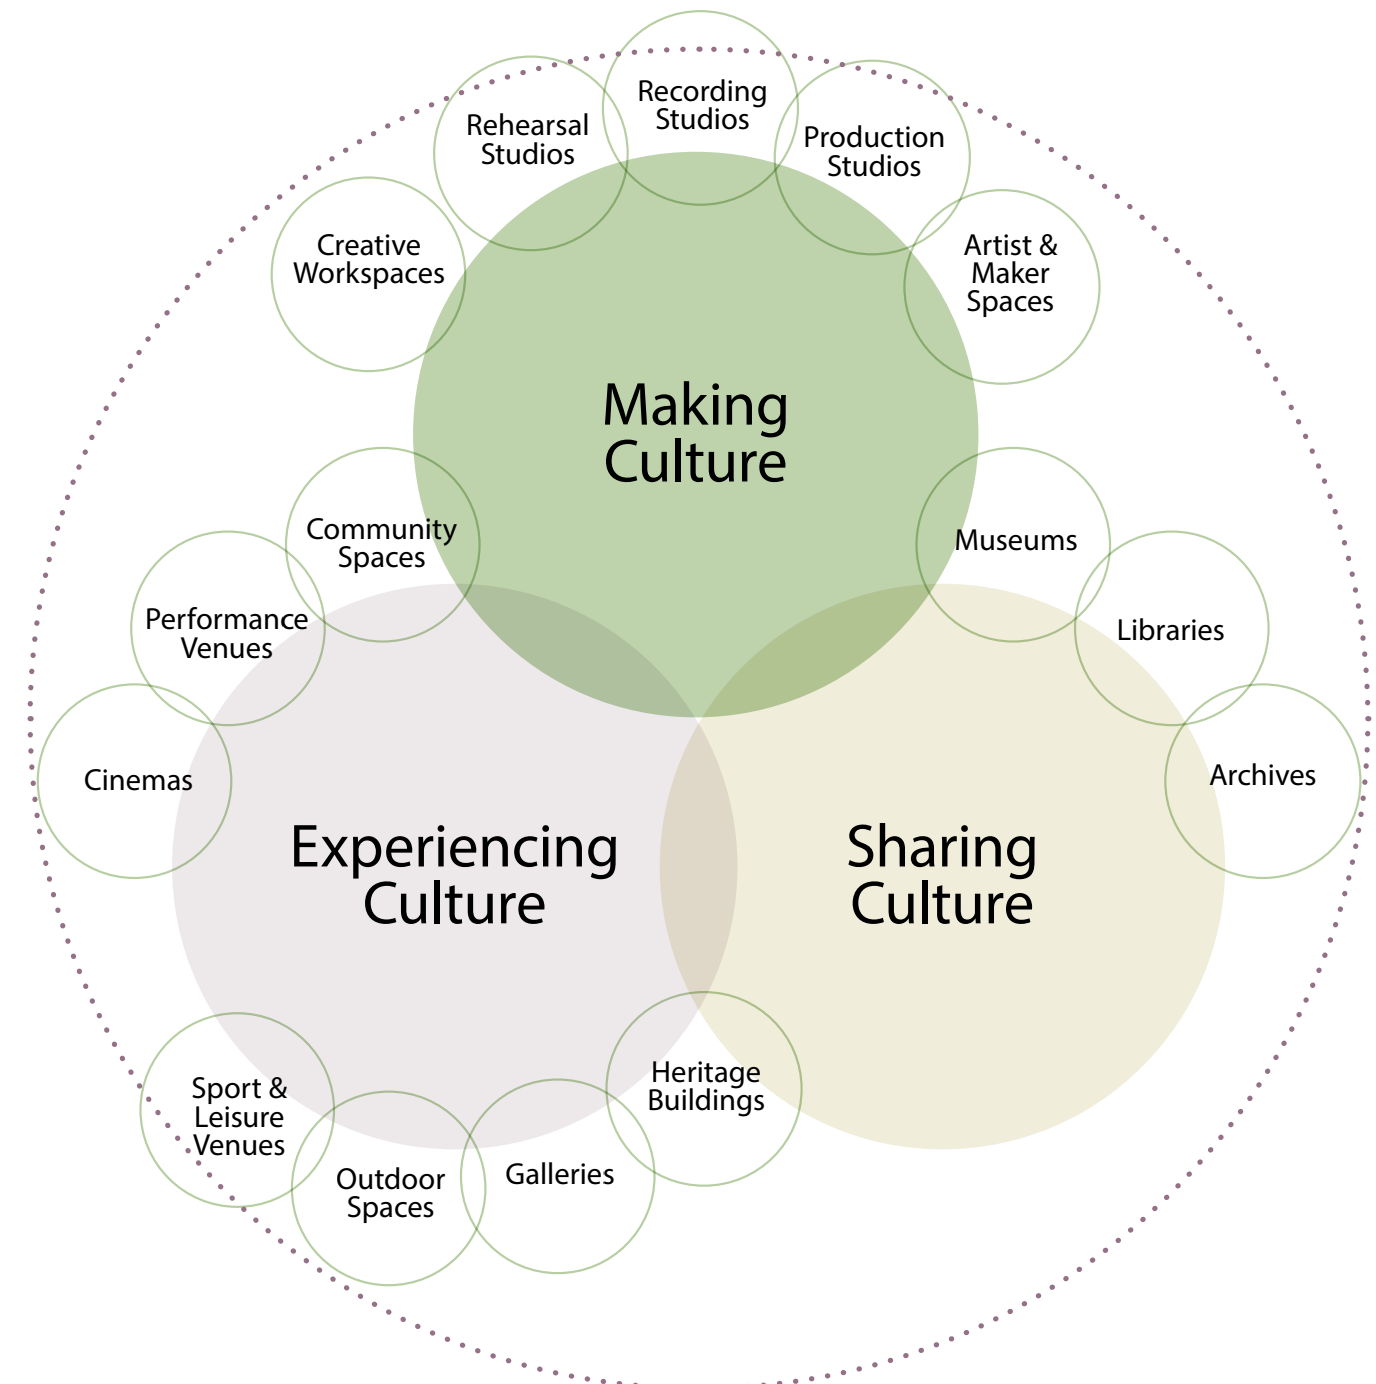 Recording
Studios
Rehearsal
Studios
Production
Studios
Creative
Workspaces
Artist &
Maker
Spaces
Making
Culture
Community
Spaces
Museums
Performance
Venues
Libraries
Cinemas
Archives
Experiencing
Culture
Sharing
Culture
Heritage
Buildings
Sport &
Leisure
Venues
Outdoor
Spaces
Galleries